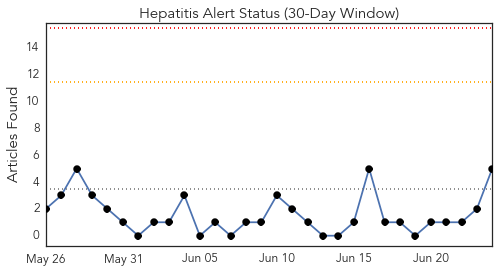 Hepatitis Alert Status (30-Day Window)
Articles Found
14
12
10
8
6
4
2
0
May 26
May 31
Jun 05
Jun 10
Jun 15
Jun 20